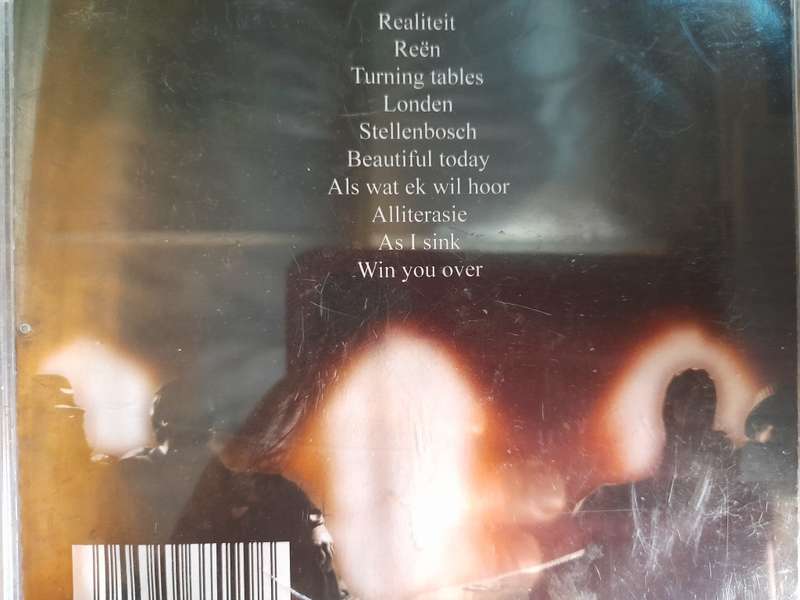 Realiteit
Reën
Turning tables
Londen
Stellenbosch
Beautiful today
Als wat ek wil hoor
Alliterasie
As I sink
Win you over